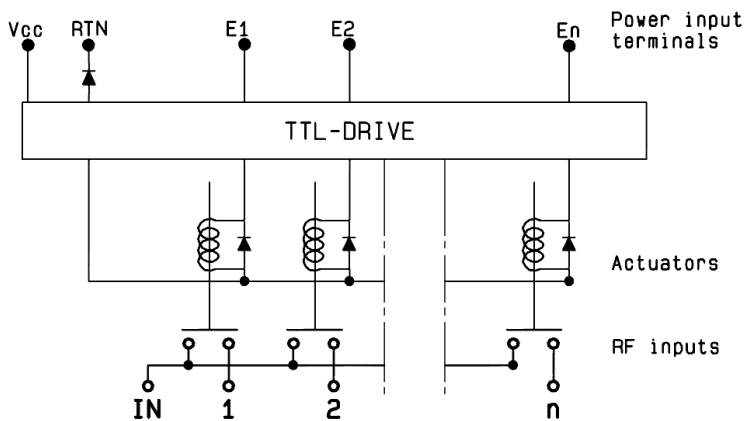 Vcc RTN E1 E2 En Power input
terminals
TTL-DRIVE
Actuators
RF inputs
IN 1 2 n